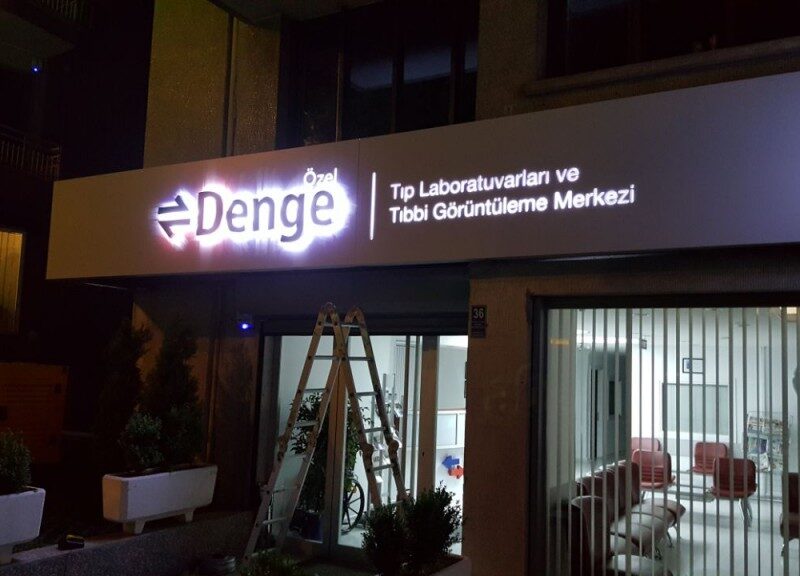 Özel
Denge
Tıp Laboratuvarları ve
Tıbbi Görüntüleme Merkezi
36